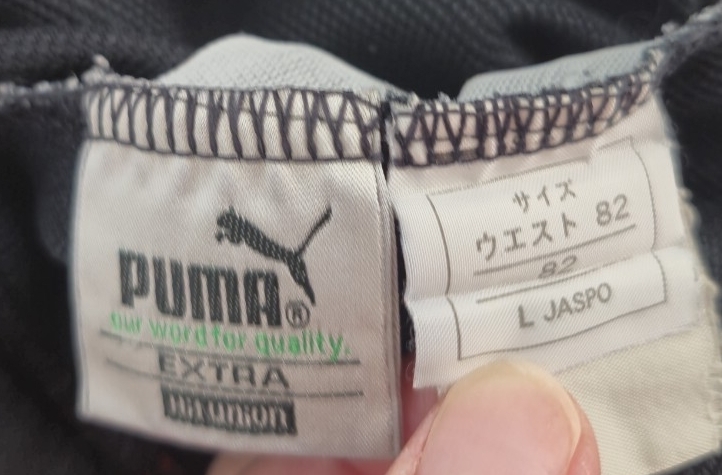 PUMA®
our word for quality.
EXTRA
サイズ
ウエスト 82
82
L JASPO